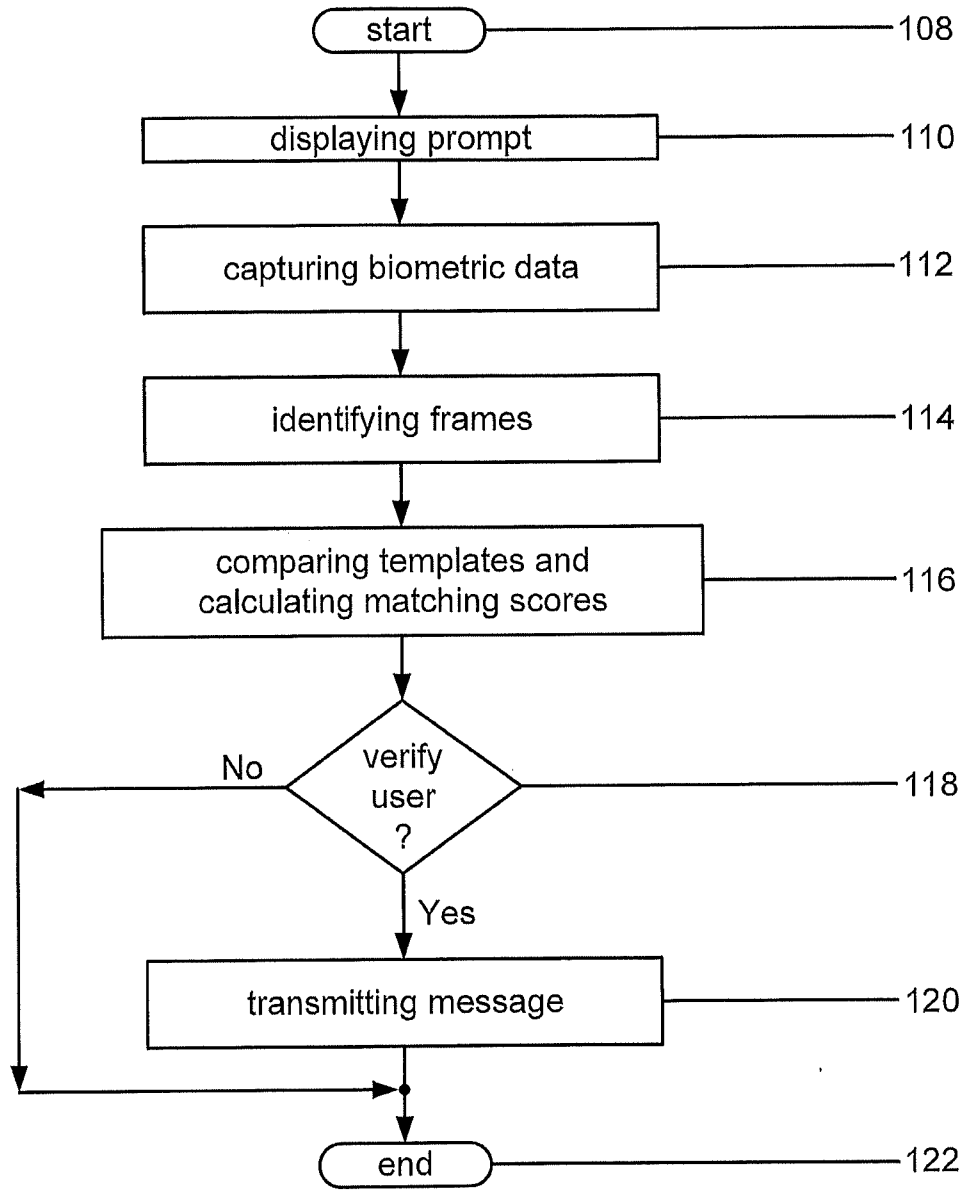 start
108
displaying prompt
110
capturing biometric data
112
identifying frames
114
comparing templates and
calculating matching scores
116
No
verify
user
?
118
Yes
transmitting message
120
end
122